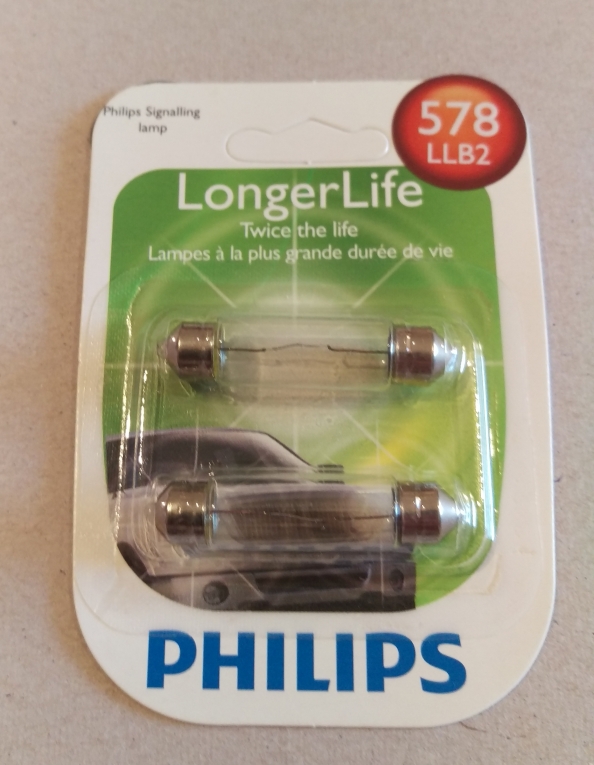 Philips Signalling
lamp
578
LLB2
LongerLife
Twice the life
Lampes à la plus grande durée de vie
PHILIPS